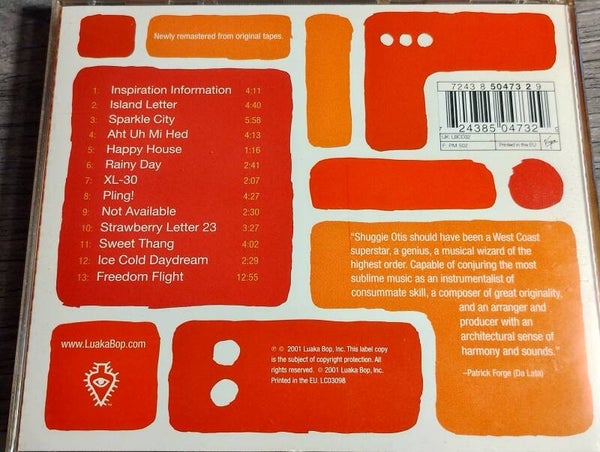 Newly remastered from original tapes.
1: Inspiration Information 4:11
2: Island Letter 4:40
3: Sparkle City 5:58
4: Aht Uh Mi Hed 4:13
5: Happy House 1:16
6: Rainy Day 2:41
7: XL-30 2:07
8: Pling! 4:27
9: Not Available 2:30
10: Strawberry Letter 23 3:27
11: Sweet Thang 4:02
12: Ice Cold Daydream 2:29
13: Freedom Flight 12:55
7243 8 50473 2 9
24385 04732
UK: LBCD32
F: PM 502
Printed in the EU
Virgin
"Shuggie Otis should have been a West Coast
superstar, a genius, a musical wizard of the
highest order. Capable of conjuring the most
sublime music as an instrumentalist of
consummate skill, a composer of great originality,
and an arranger and
producer with an
architectural sense of
harmony and sounds."
–Patrick Forge (Da Lata)
www.LuakaBop.com
℗ © 2001 Luaka Bop, Inc. This label copy
is the subject of copyright protection. All
rights reserved. © 2001 Luaka Bop, Inc.
Printed in the EU. LC03098